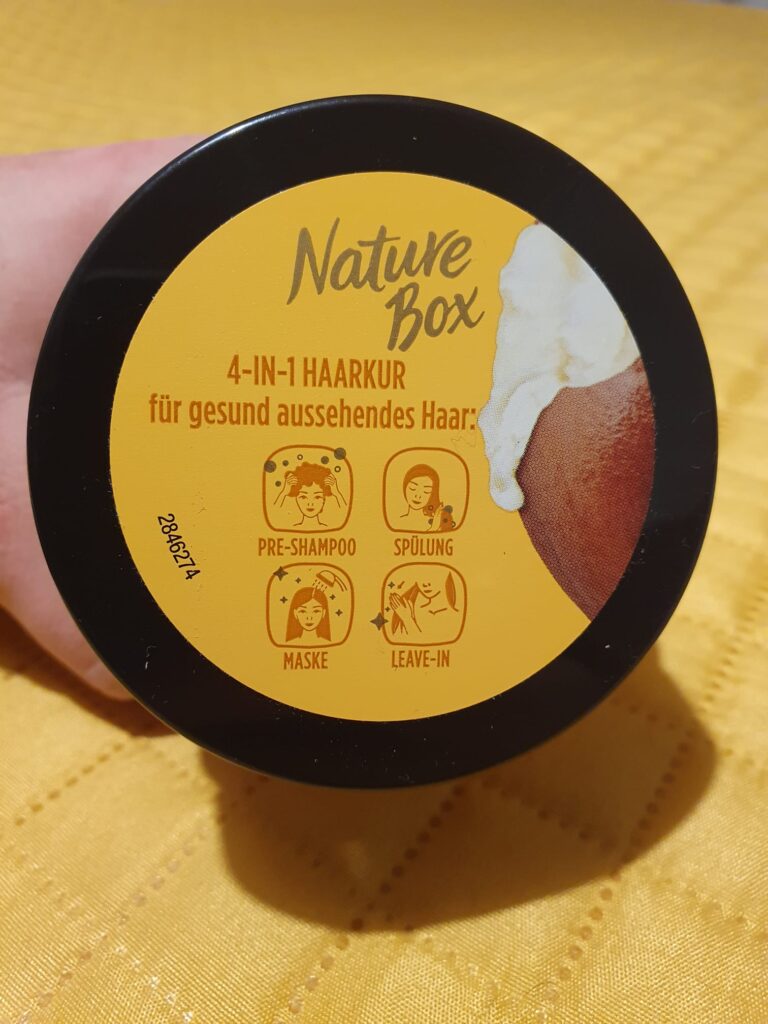 Nature
Box
4-IN-1 HAARKUR
für gesund aussehendes Haar:
PRE-SHAMPOO
SPÜLUNG
MASKE
LEAVE-IN
2846274